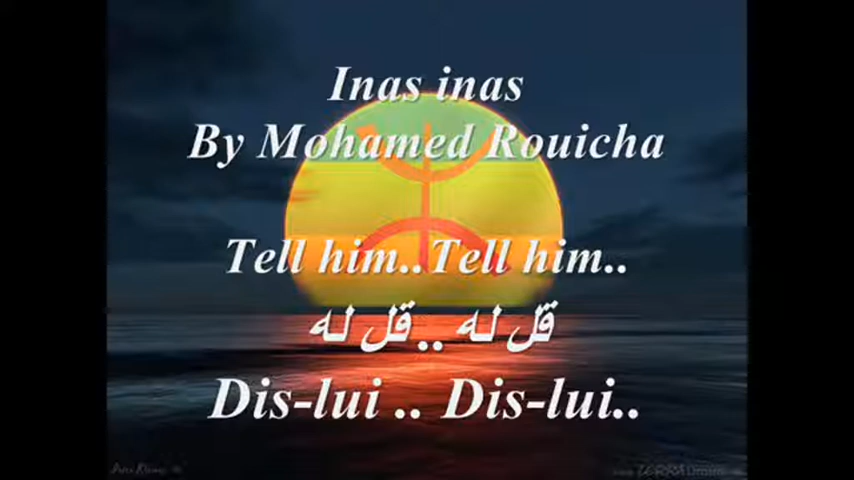 Inas inas
By Mohamed Rouicha
Tell him..Tell him..
قل له .. قل له
Dis-lui .. Dis-lui..